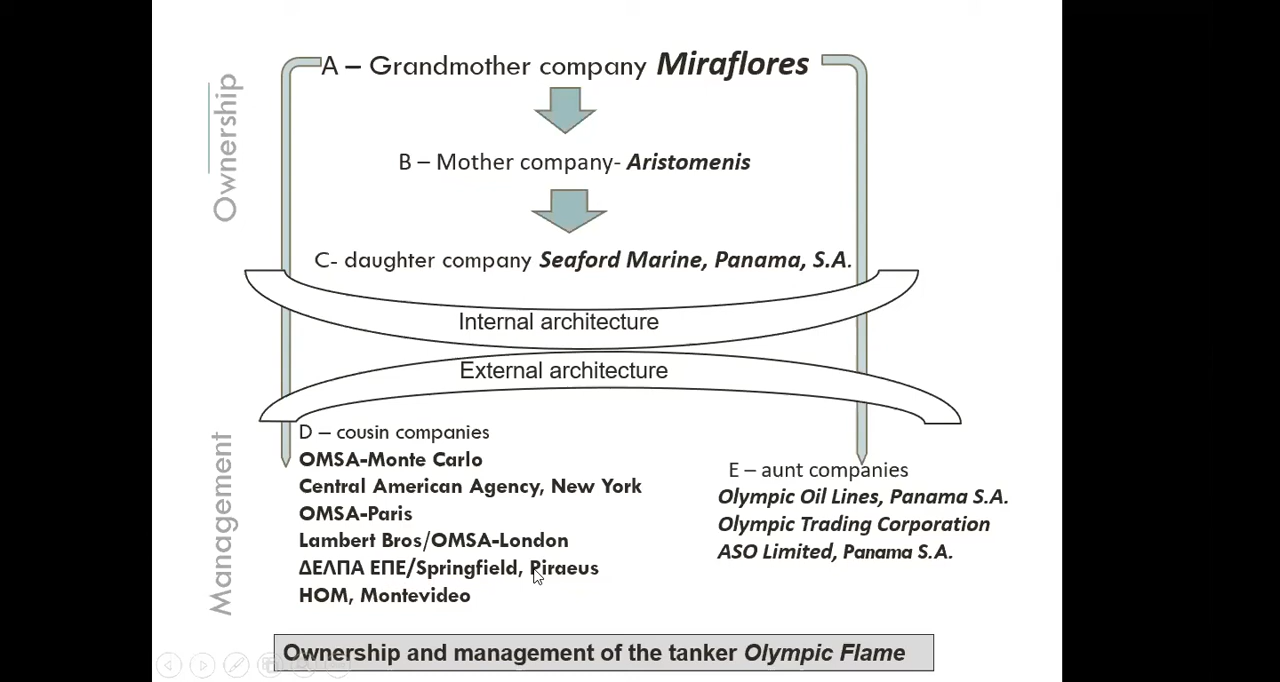 Ownership
A – Grandmother company Miraflores
B – Mother company- Aristomenis
C- daughter company Seaford Marine, Panama, S.A.
Internal architecture
External architecture
Management
D – cousin companies
OMSA-Monte Carlo
Central American Agency, New York
OMSA-Paris
Lambert Bros/OMSA-London
ΔΕΛΠΑ ΕΠΕ/Springfield, Piraeus
HOM, Montevideo
E – aunt companies
Olympic Oil Lines, Panama S.A.
Olympic Trading Corporation
ASO Limited, Panama S.A.
Ownership and management of the tanker Olympic Flame